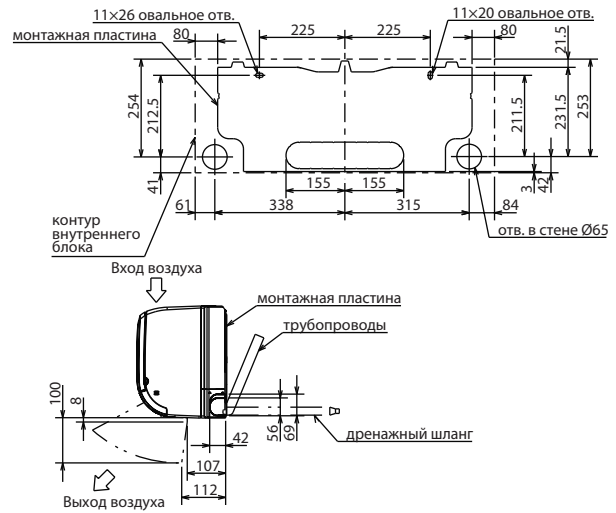 11×26 овальное отв.
11×20 овальное отв.
монтажная пластина
80
225
225
80
21.5
254
212.5
211.5
231.5
253
41
155
155
3
42
61
338
315
84
контур
внутреннего
блока
отв. в стене Ø65
Вход воздуха
монтажная пластина
трубопроводы
100
8
56
69
42
дренажный шланг
107
112
Выход воздуха